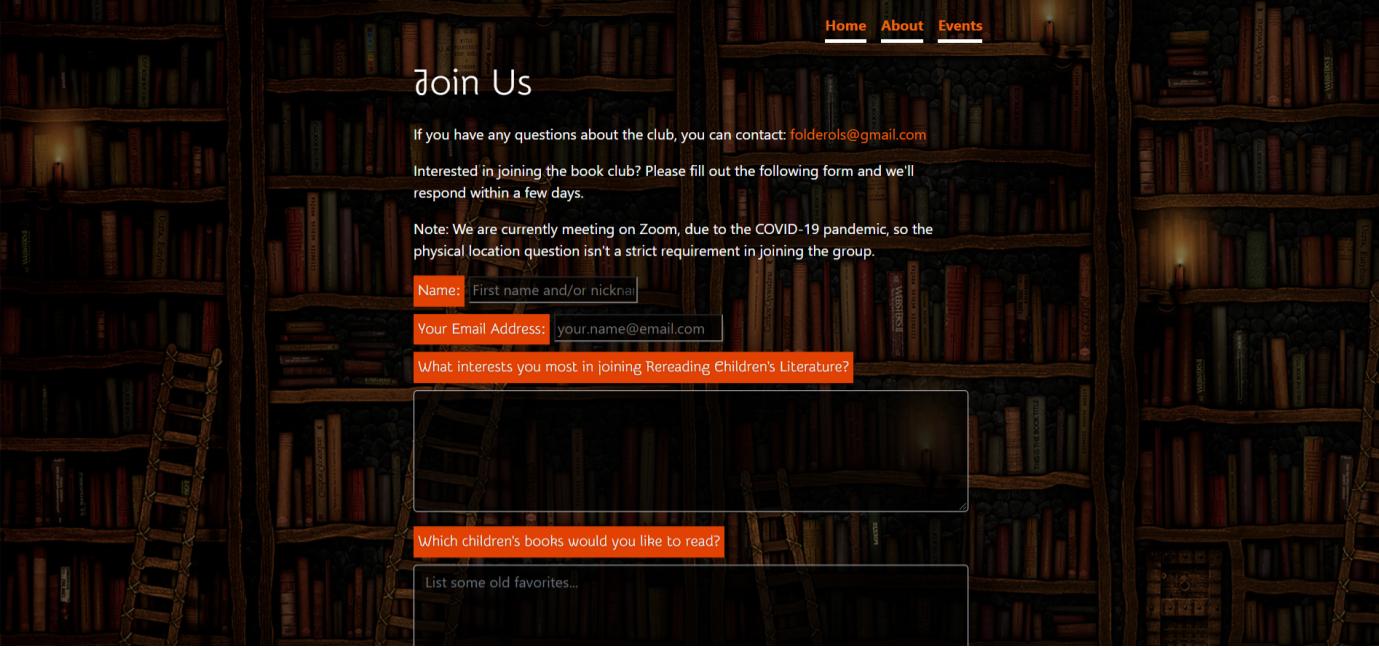 Home About Events
Join Us
If you have any questions about the club, you can contact: folderols@gmail.com
Interested in joining the book club? Please fill out the following form and we'll
respond within a few days.
Note: We are currently meeting on Zoom, due to the COVID-19 pandemic, so the
physical location question isn't a strict requirement in joining the group.
Name: First name and/or nickna
Your Email Address: your.name@email.com
What interests you most in joining Rereading Children's Literature?
Which children's books would you like to read?
List some old favorites...